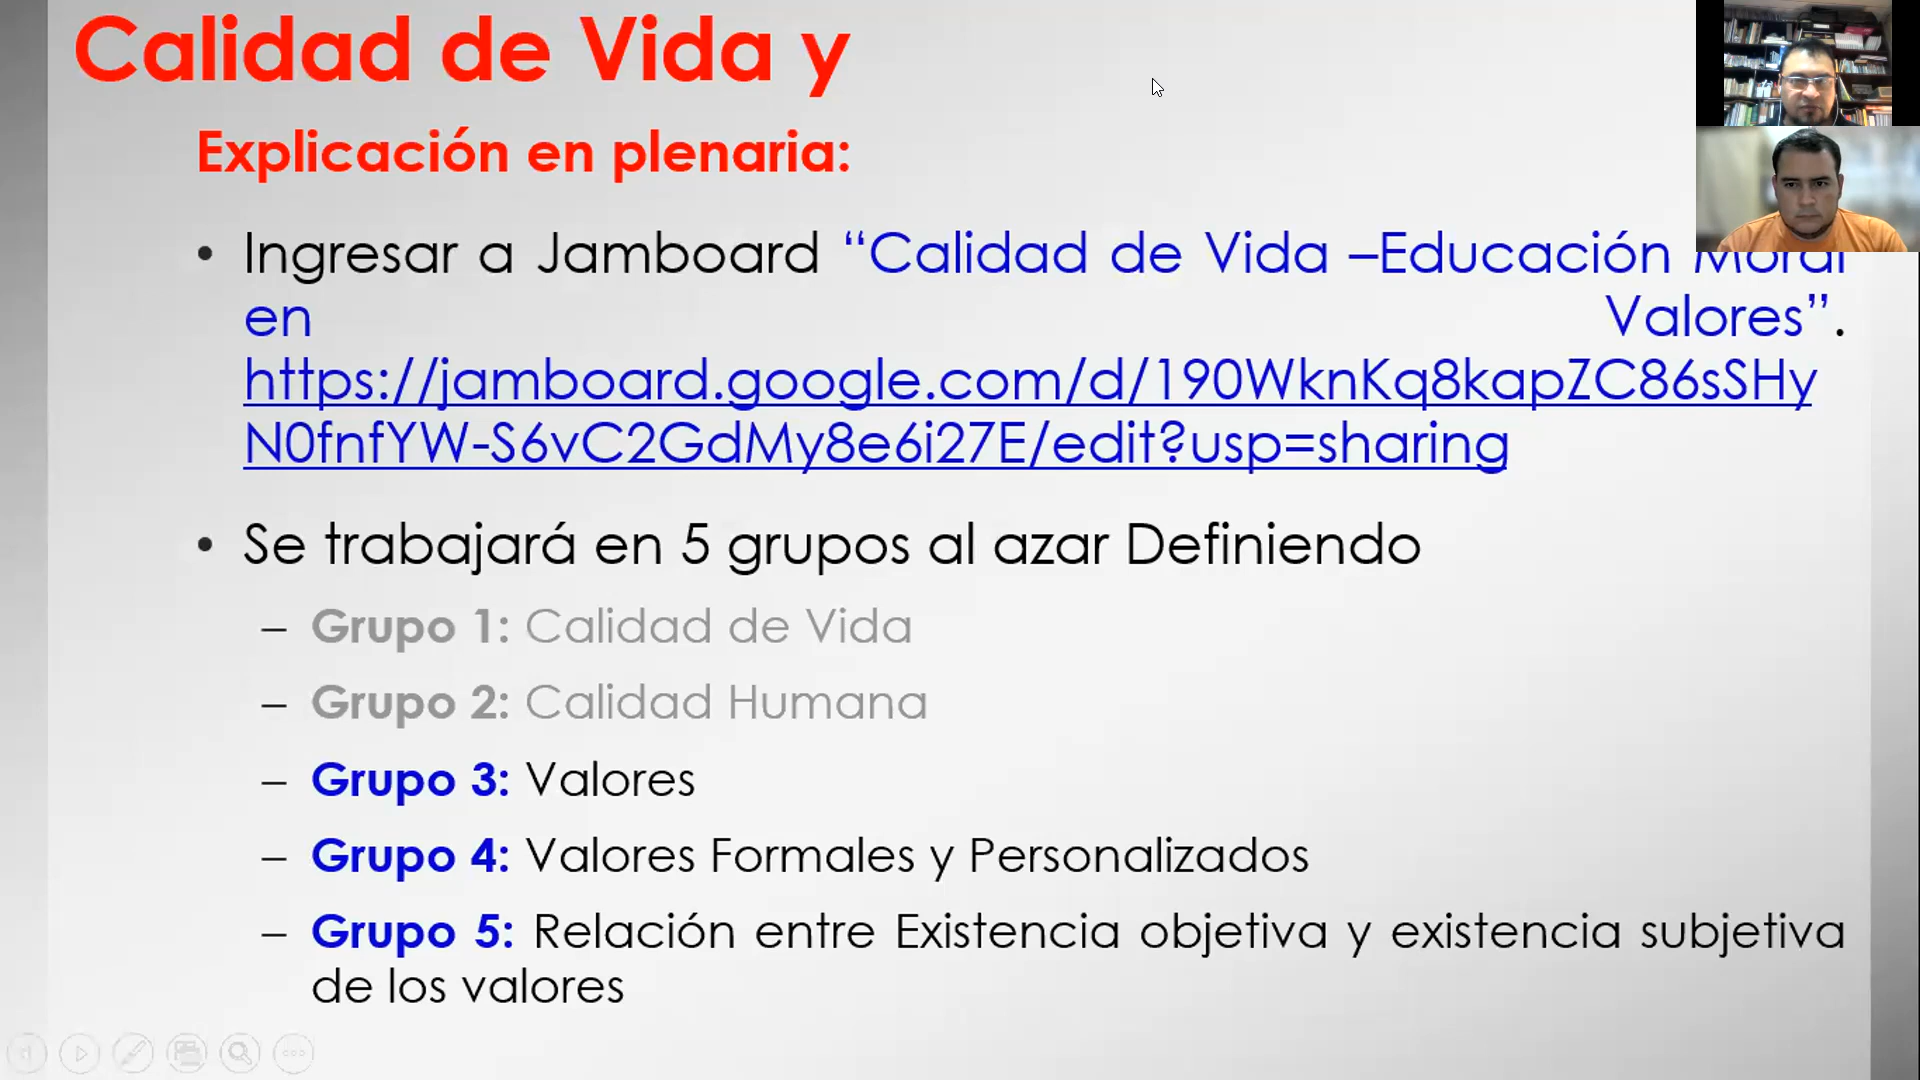 Calidad de Vida y
Explicación en plenaria:
• Ingresar a Jamboard “Calidad de Vida –Educación Moral
en Valores”.
https://jamboard.google.com/d/190WknKq8kapZC86sSHy
N0fnfYW-S6vC2GdMy8e6i27E/edit?usp=sharing
• Se trabajará en 5 grupos al azar Definiendo
– Grupo 1: Calidad de Vida
– Grupo 2: Calidad Humana
– Grupo 3: Valores
– Grupo 4: Valores Formales y Personalizados
– Grupo 5: Relación entre Existencia objetiva y existencia subjetiva
de los valores